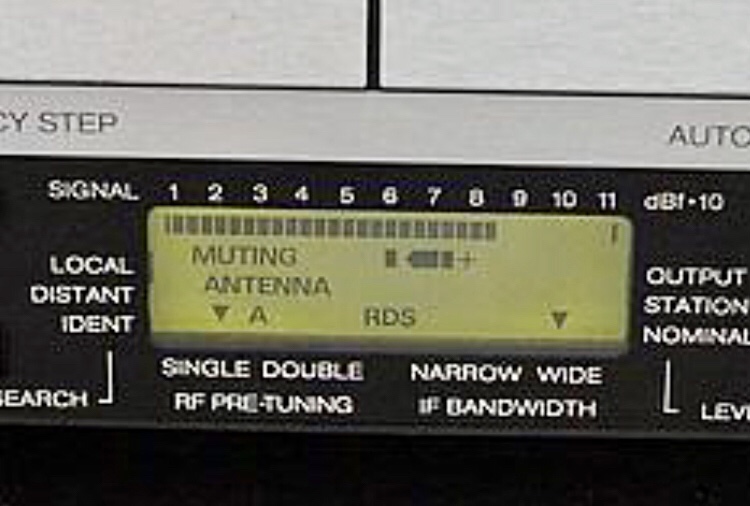 CY STEP
AUTO
SIGNAL 1 2 3 4 5 6 7 8 9 10 11 dBf•10
MUTING
LOCAL
ANTENNA
OUTPUT
DISTANT
STATION
IDENT
A RDS
NOMINAL
SINGLE DOUBLE NARROW WIDE
SEARCH
RF PRE-TUNING IF BANDWIDTH
LEVE